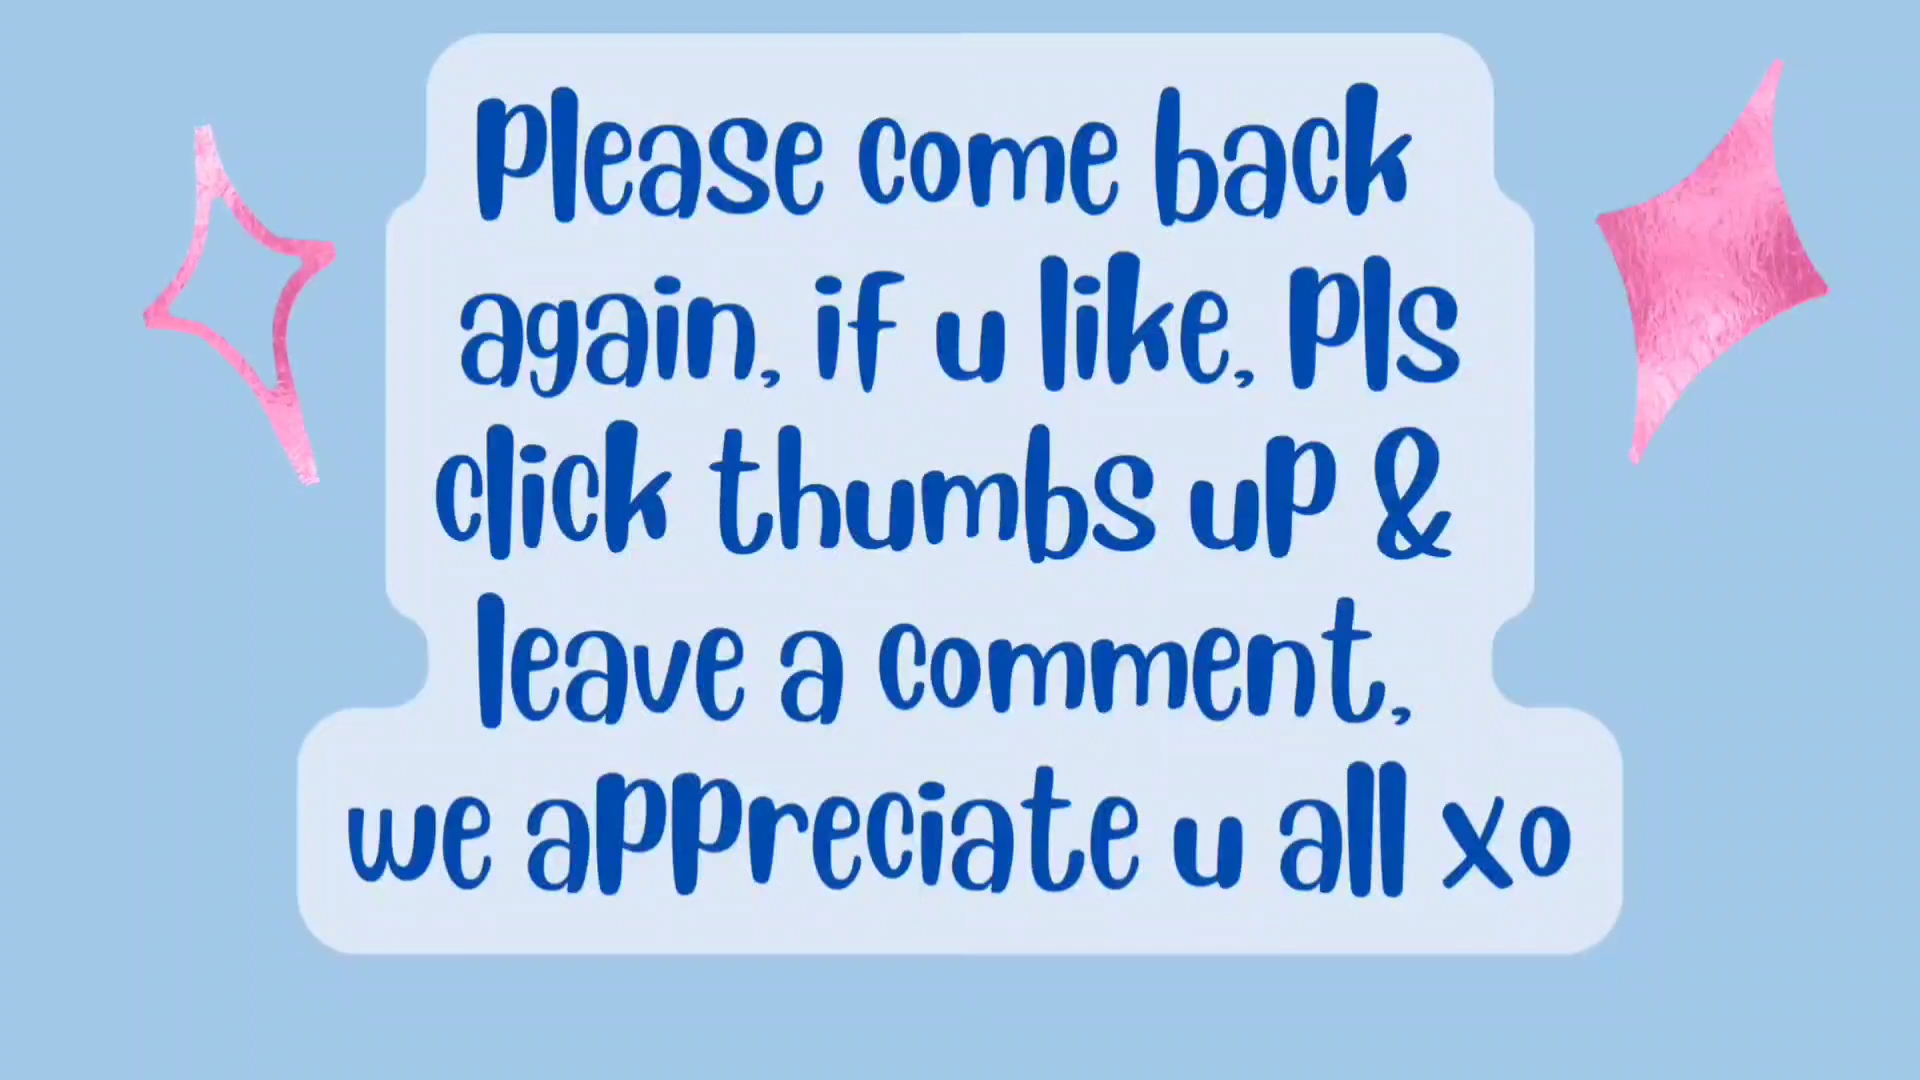 Please come back
again, if u like, pls
click thumbs up &
leave a comment,
we appreciate u all xo